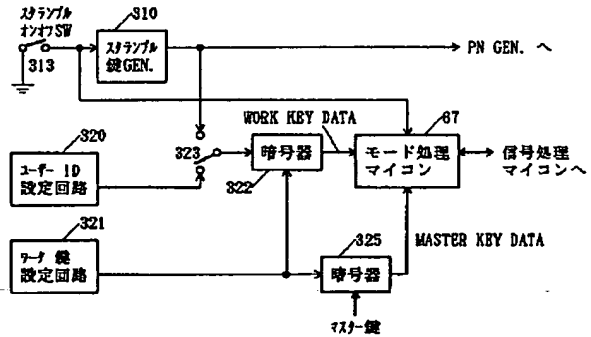 スクランブル
オンオフSW
313
310
スクランブル
鍵GEN.
PN GEN. へ
WORK KEY DATA
67
320
ユーザー ID
設定回路
323
暗号器
322
モード処理
マイコン
信号処理
マイコンへ
321
ワーク 鍵
設定回路
325
暗号器
MASTER KEY DATA
マスター鍵